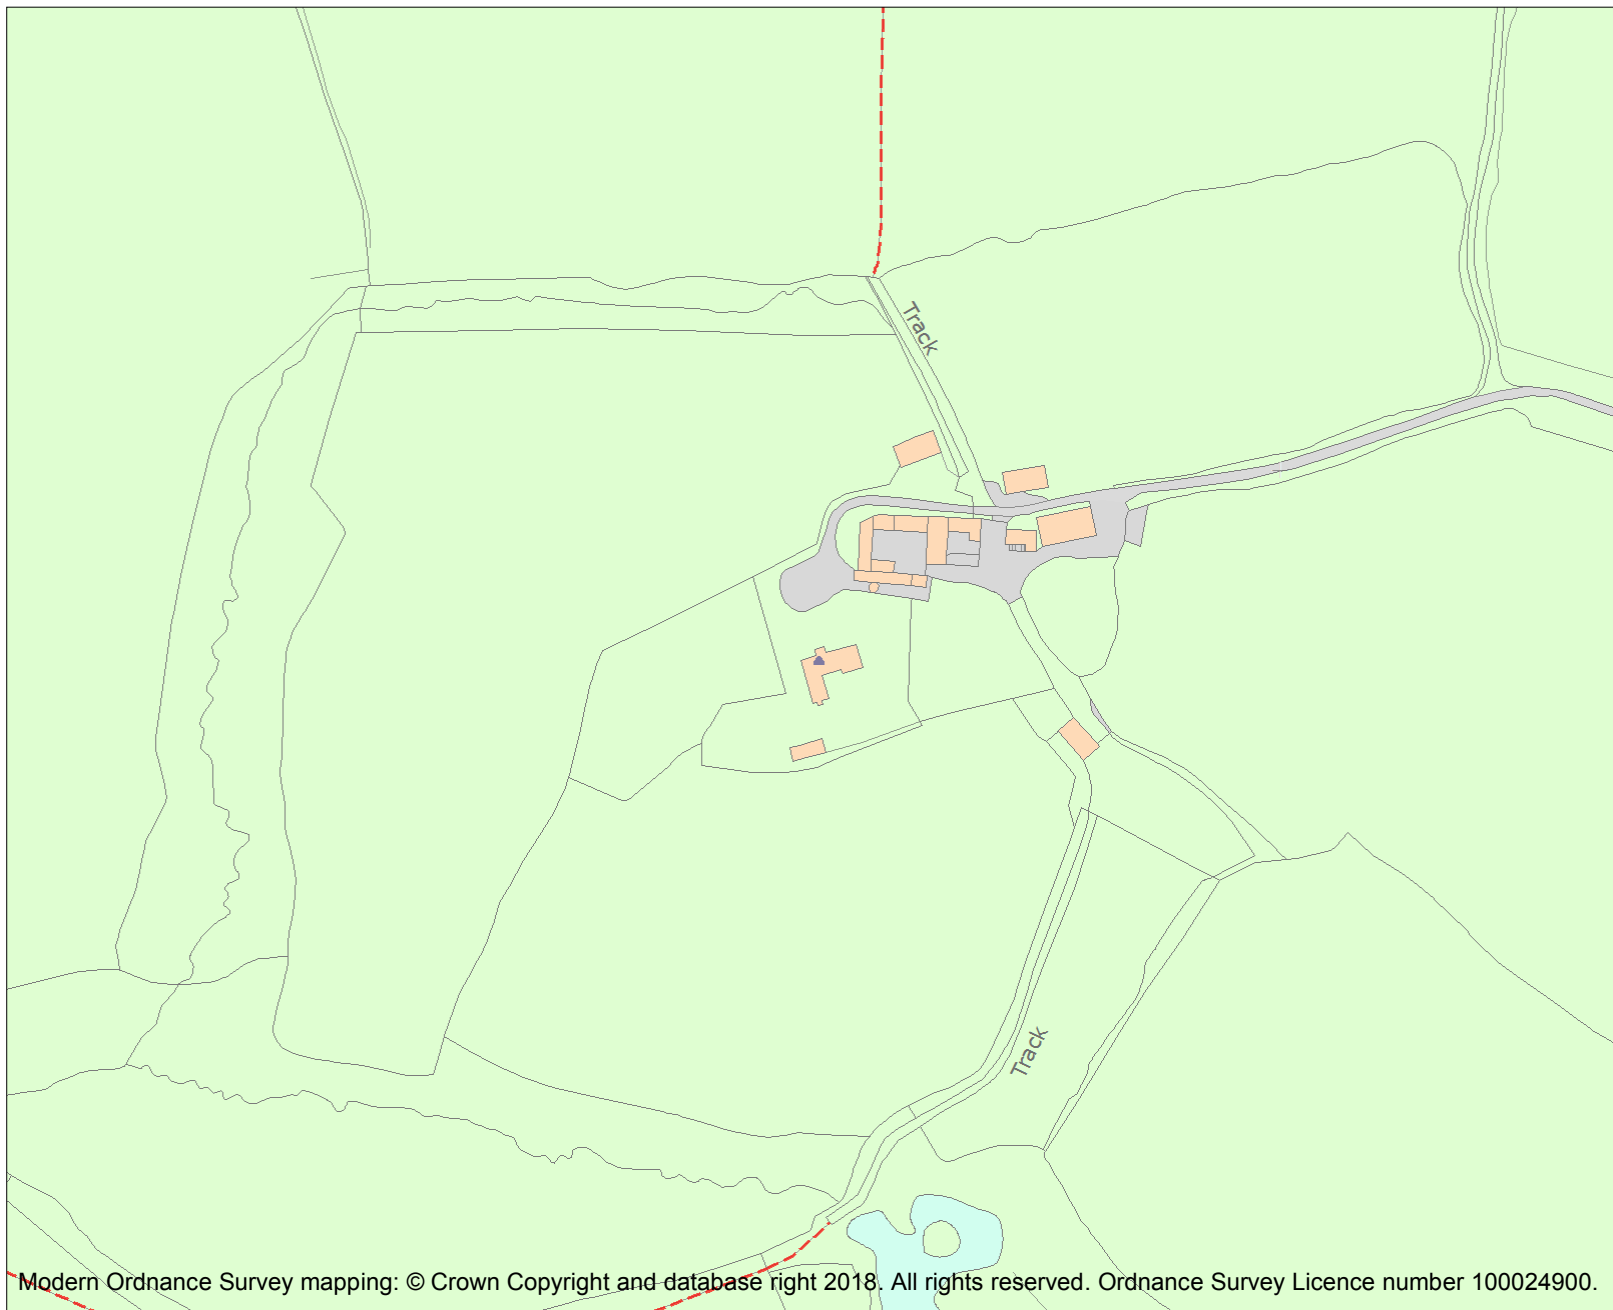 Track
Track
Modern Ordnance Survey mapping: © Crown Copyright and database right 2018. All rights reserved. Ordnance Survey Licence number 100024900.